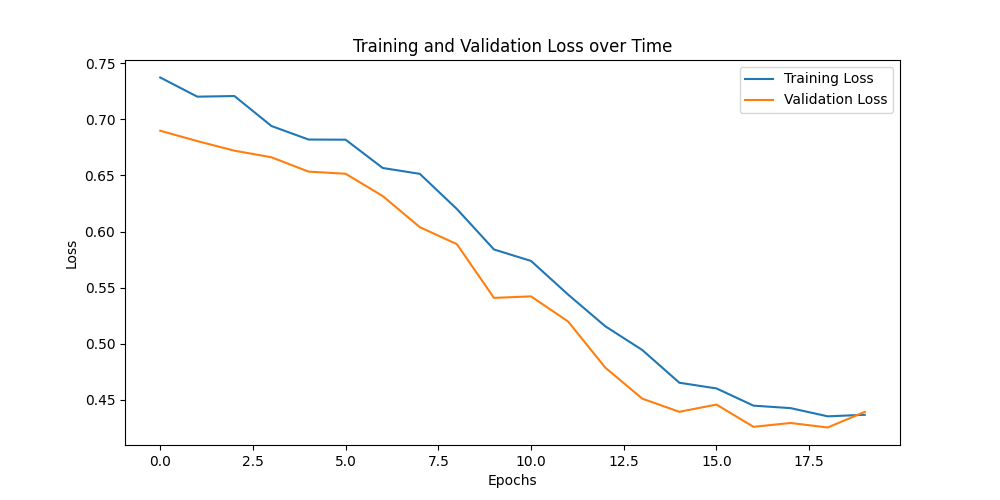 Training and Validation Loss over Time
Training Loss
Validation Loss
Loss
0.75
0.70
0.65
0.60
0.55
0.50
0.45
0.0 2.5 5.0 7.5 10.0 12.5 15.0 17.5
Epochs